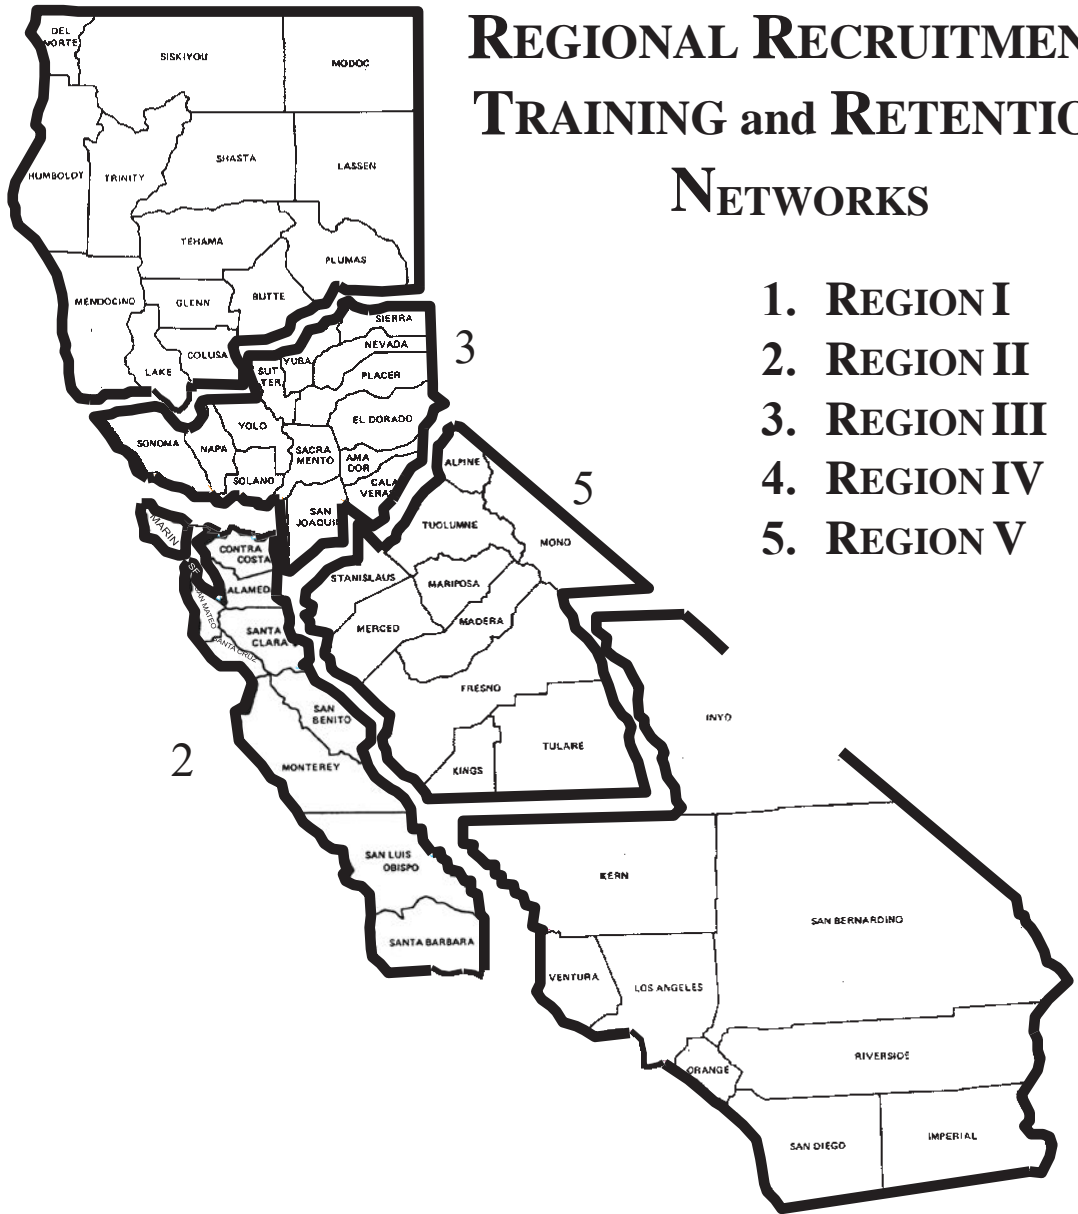 REGIONAL RECRUITMEN
TRAINING and RETENTIO
NETWORKS
1. REGION I
2. REGION II
3. REGION III
4. REGION IV
5. REGION V
DEL
NORTE
SISKIYOU
MODOC
HUMBOLDT
TRINITY
SHASTA
LASSEN
TEHAMA
PLUMAS
MENDOCINO
GLENN
BUTTE
LAKE
COLUSA
3
SIERRA
NEVADA
YUBA
SUT
TER
PLACER
EL DORADO
YOLO
SONOMA
NAPA
SOLANO
SACRA
MENTO
AMA
DOR
CALA
VERAS
SAN
JOAQUI
5
ALPINE
TUOLUMNE
MONO
STANISLAUS
MARIPOSA
MERCED
MADERA
FRESNO
TULARE
KINGS
2
MARIN
SF
CONTRA
COSTA
ALAMED
SAN MATEO
SANTA
CLARA
SANTA CRUZ
SAN
BENITO
MONTEREY
SAN LUIS
OBISPO
SANTA BARBARA
INYO
KERN
SAN BERNARDINO
VENTURA
LOS ANGELES
ORANGE
RIVERSIDE
SAN DIEGO
IMPERIAL